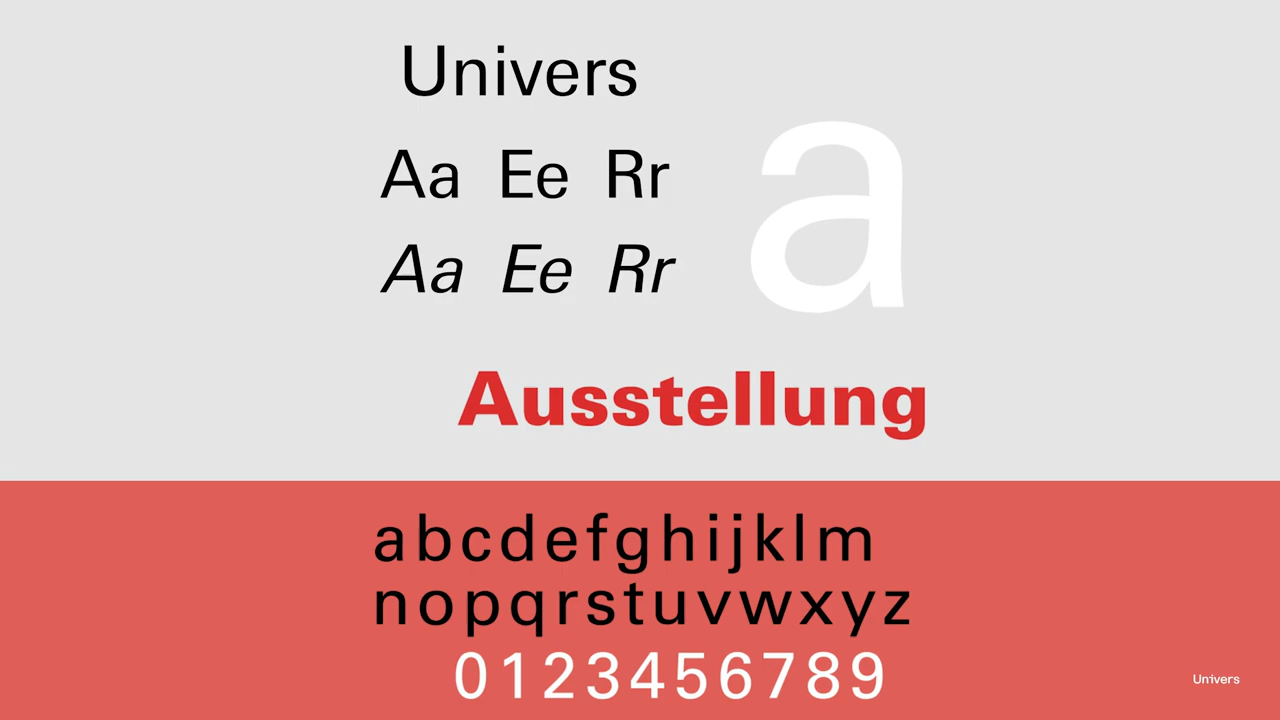 Univers
Aa Ee Rr
Aa Ee Rr
a
Ausstellung
abcdefghijklm
nopqrstuvwxyz
0123456789
Univers